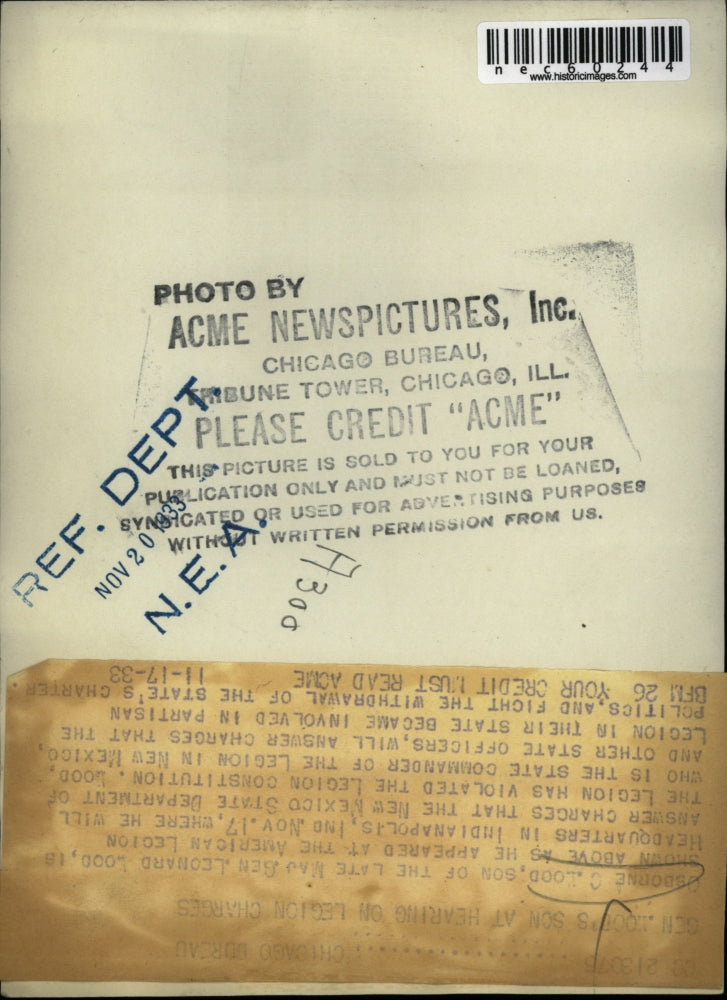 n e c 6 0 2 4 4
www.historicimages.com
PHOTO BY
ACME NEWSPICTURES, Inc.
CHICAGO BUREAU,
TRIBUNE TOWER, CHICAGO, ILL.
PLEASE CREDIT "ACME"
THIS PICTURE IS SOLD TO YOU FOR YOUR
PUBLICATION ONLY AND MUST NOT BE LOANED,
SYNDICATED OR USED FOR ADVERTISING PURPOSES
WITHOUT WRITTEN PERMISSION FROM US.
REF. DEPT.
NOV 20 1933
N. E. A.
H300
CHICAGO BUREAU
GEN. WOOD'S SON AT HEARING ON LEGION CHARGES
OSBORNE C. WOOD, SON OF THE LATE MAJ GEN. LEONARD WOOD, IS
SHOWN ABOVE AS HE APPEARED AT THE AMERICAN LEGION
HEADQUARTERS IN INDIANAPOLIS, IND NOV. 17, WHERE HE WILL
ANSWER CHARGES THAT THE NEW MEXICO STATE DEPARTMENT OF
THE LEGION HAS VIOLATED THE LEGION CONSTITUTION. WOOD,
WHO IS THE STATE COMMANDER OF THE LEGION IN NEW MEXICO,
AND OTHER STATE OFFICERS, WILL ANSWER CHARGES THAT THE
LEGION IN THEIR STATE BECAME INVOLVED IN PARTISAN
POLITICS, AND FIGHT THE WITHDRAWAL OF THE STATE'S CHARTER.
BFM 26 YOUR CREDIT MUST READ ACME 11-17-33